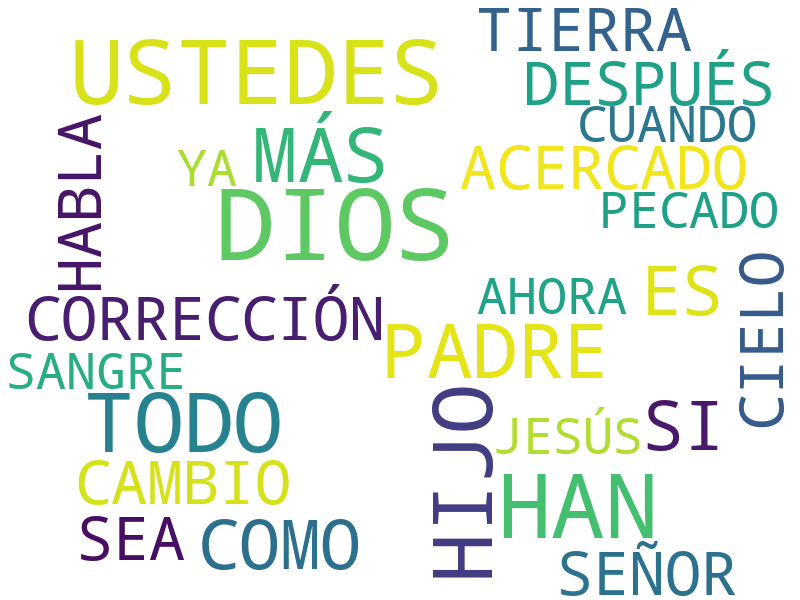 TIERRA
USTEDES
DESPUÉS
CUANDO
HABLA
MÁS
YA
ACERCADO
DIOS
PECADO
CIELO
ES
AHORA
CORRECCIÓN
PADRE
SANGRE
HIJO
TODO
SI
JESÚS
CAMBIO
HAN
SEA
COMO
SEÑOR